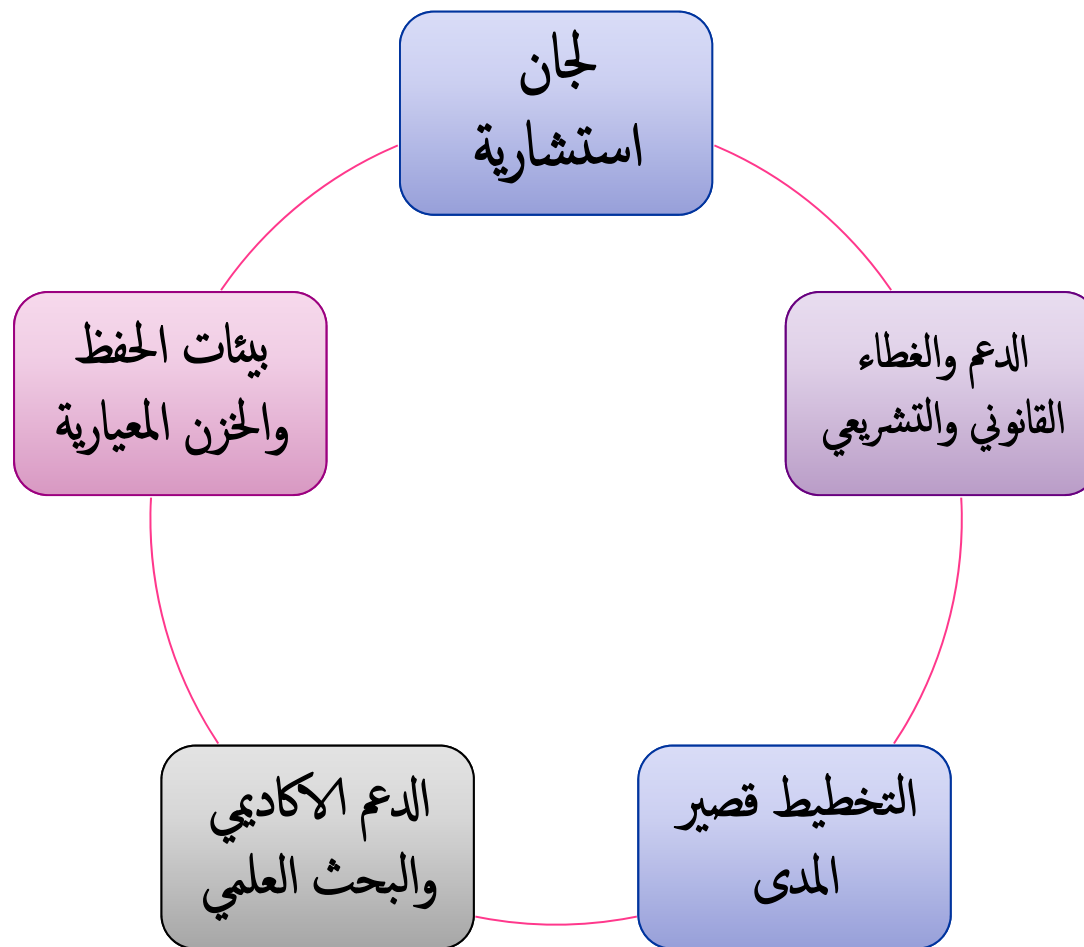 لجان
استشارية
الدعم والغطاء
القانوني والتشريعي
التخطيط قصير
المدى
الدعم الاكاديمي
والبحث العلمي
بيئات الحفظ
والخزن المعيارية